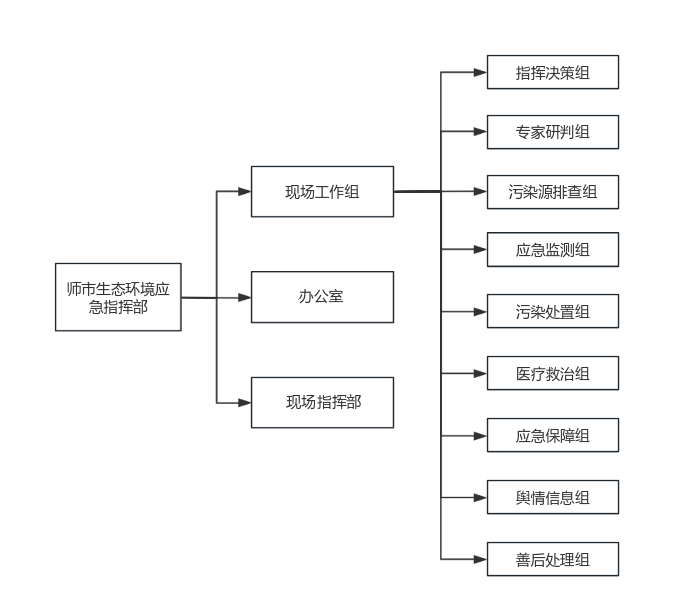 师市生态环境应
急指挥部
现场工作组
办公室
现场指挥部
指挥决策组
专家研判组
污染源排查组
应急监测组
污染处置组
医疗救治组
应急保障组
舆情信息组
善后处理组